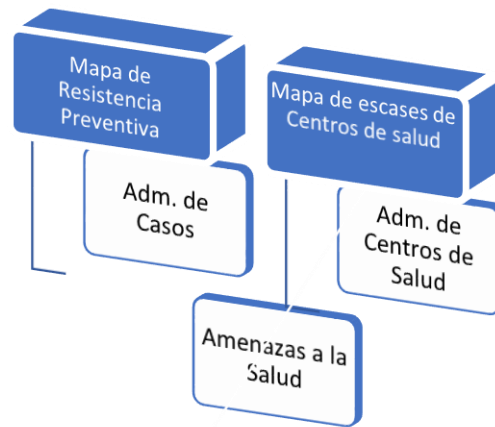 Mapa de
Resistencia
Preventiva
Mapa de escases de
Centros de salud
Adm. de
Casos
Adm. de
Centros de
Salud
Amenazas a la
Salud